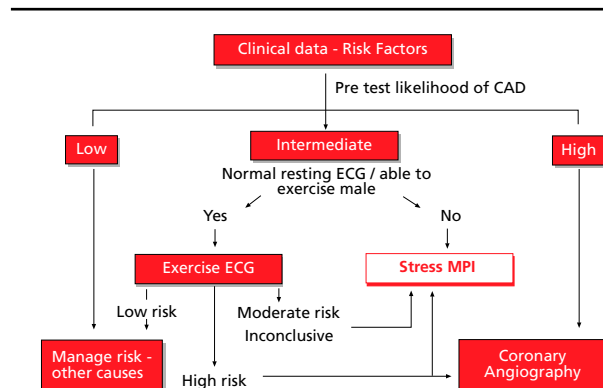 Clinical data - Risk Factors
Pre test likelihood of CAD
Low
Intermediate
High
Normal resting ECG / able to
exercise male
Yes
No
Exercise ECG
Stress MPI
Low risk
Moderate risk
Inconclusive
Manage risk -
other causes
High risk
Coronary
Angiography